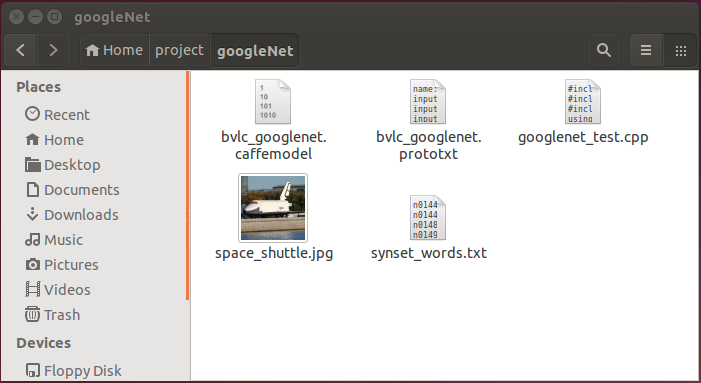 googleNet
Home project googleNet
Places
Recent
Home
Desktop
Documents
Downloads
Music
Pictures
Videos
Trash
Devices
Floppy Disk
1
10
101
1010
bvlc_googlenet.
caffemodel
name:
input
input
input
bvlc_googlenet.
prototxt
#incl
#incl
#incl
using
googlenet_test.cpp
space_shuttle.jpg
n0144
n0144
n0148
n0149
synset_words.txt